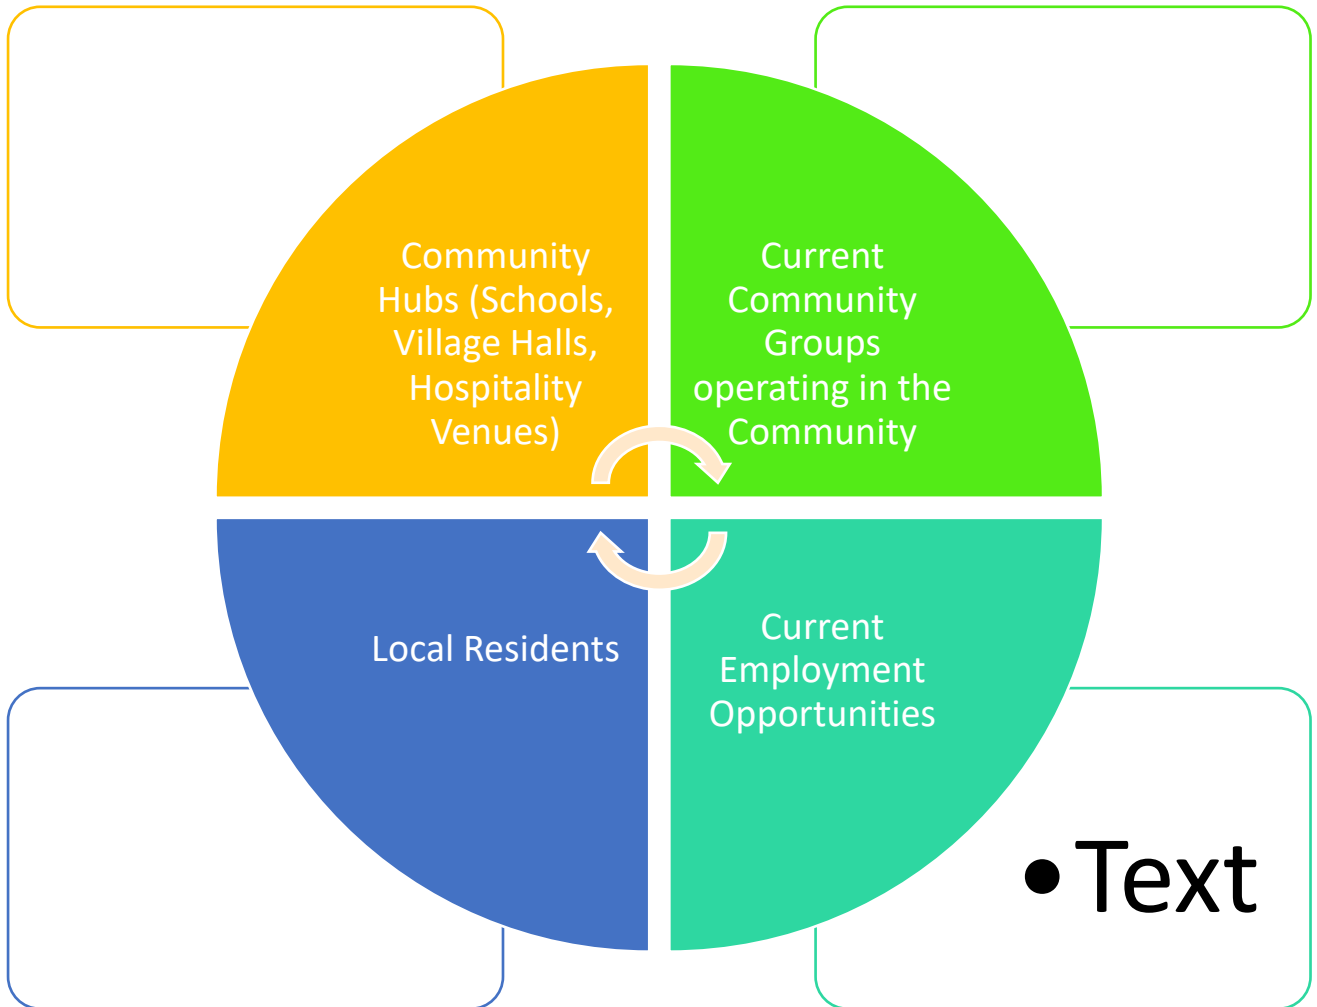 Community
Hubs (Schools,
Village Halls,
Hospitality
Venues)
Current
Community
Groups
operating in the
Community
Local Residents
Current
Employment
Opportunities
• Text